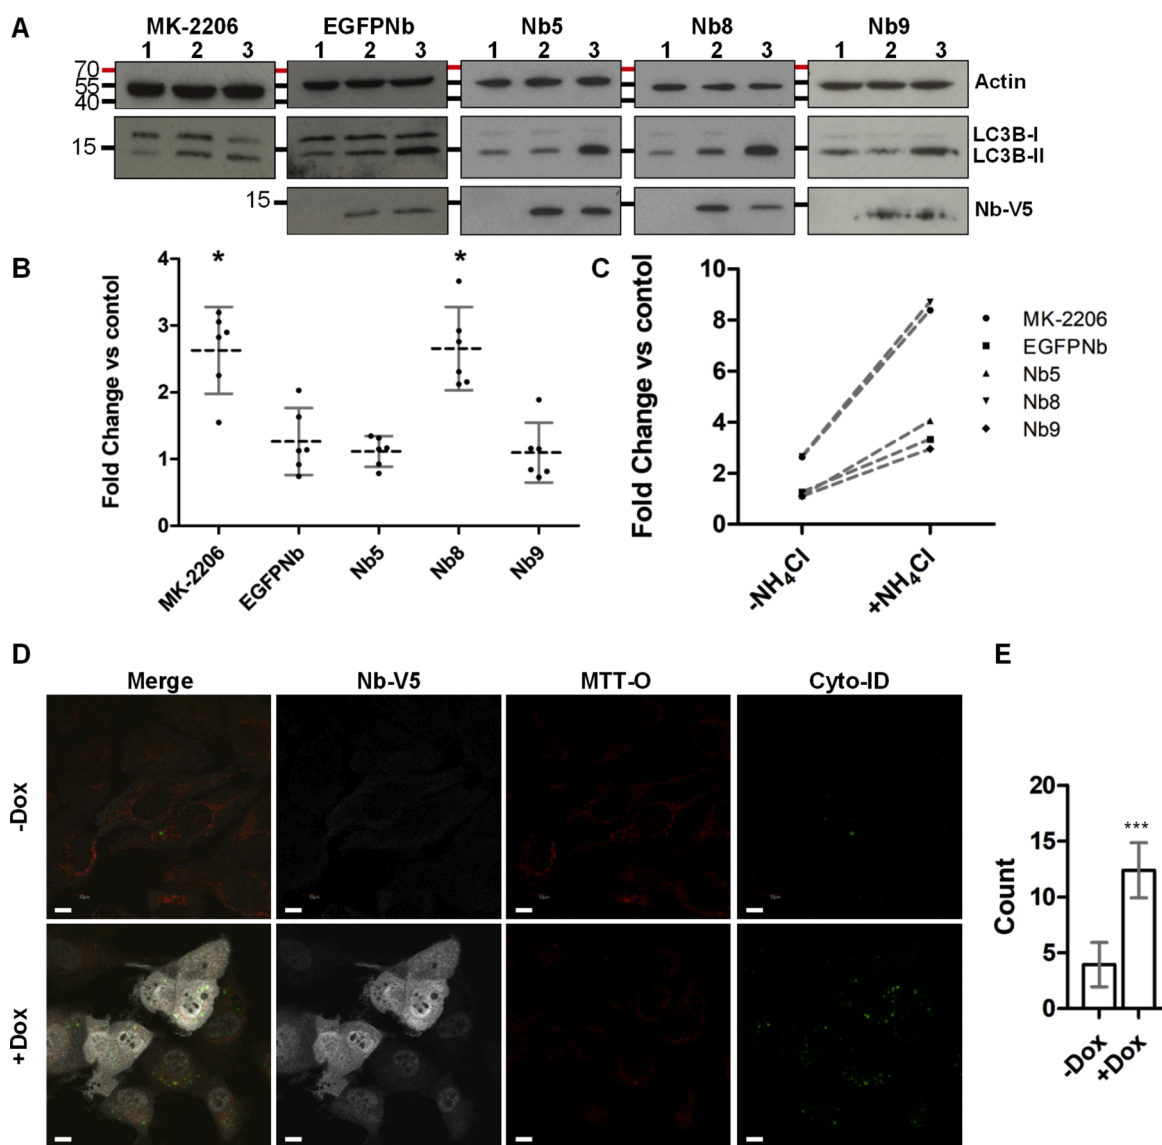 A
MK-2206 EGFPNb Nb5 Nb8 Nb9
1 2 3 1 2 3 1 2 3 1 2 3 1 2 3
70
55
40
Actin
15
LC3B-I
LC3B-II
15
Nb-V5
B
Fold Change vs contol
4
3
2
1
0
* *
MK-2206 EGFPNb Nb5 Nb8 Nb9
C
Fold Change vs contol
10
8
6
4
2
0
-NH4Cl +NH4Cl
MK-2206
EGFPNb
Nb5
Nb8
Nb9
D
Merge Nb-V5 MTT-O Cyto-ID
-Dox
+Dox
E
Count
20
15
10
5
0
***
-Dox +Dox